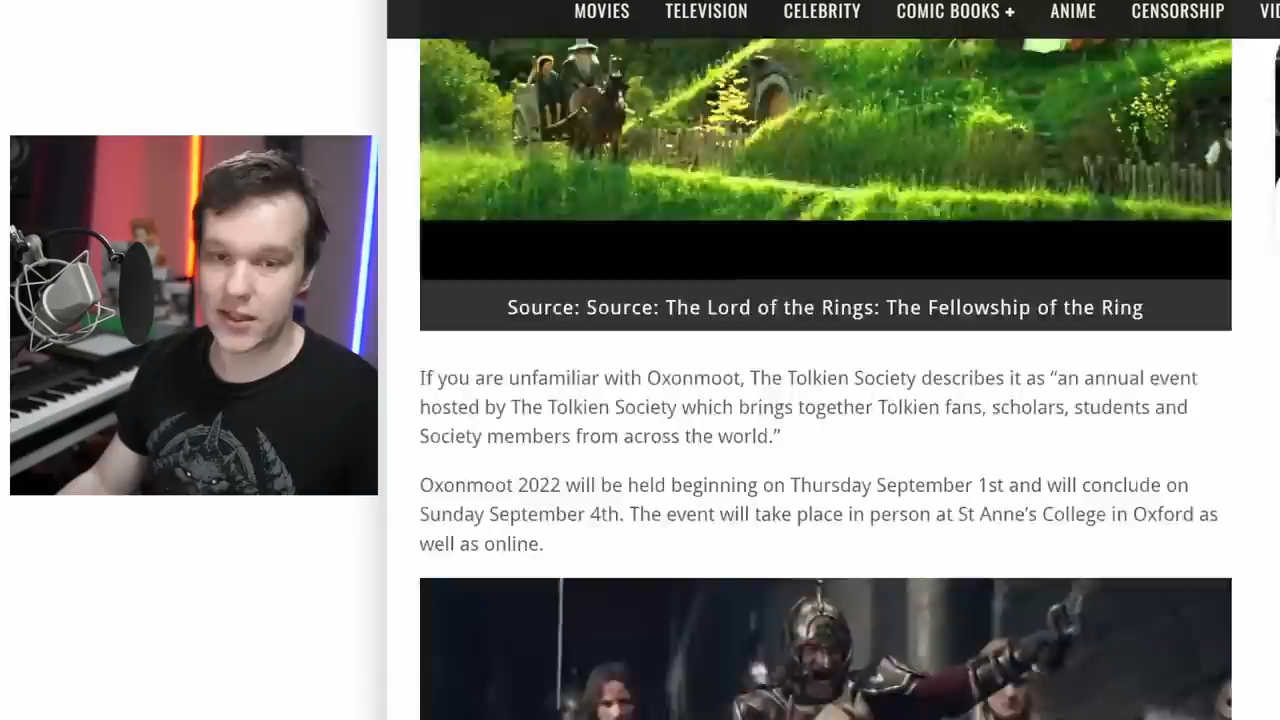 MOVIES TELEVISION CELEBRITY COMIC BOOKS + ANIME CENSORSHIP
Source: Source: The Lord of the Rings: The Fellowship of the Ring
If you are unfamiliar with Oxonmoot, The Tolkien Society describes it as “an annual event
hosted by The Tolkien Society which brings together Tolkien fans, scholars, students and
Society members from across the world.”
Oxonmoot 2022 will be held beginning on Thursday September 1st and will conclude on
Sunday September 4th. The event will take place in person at St Anne’s College in Oxford as
well as online.